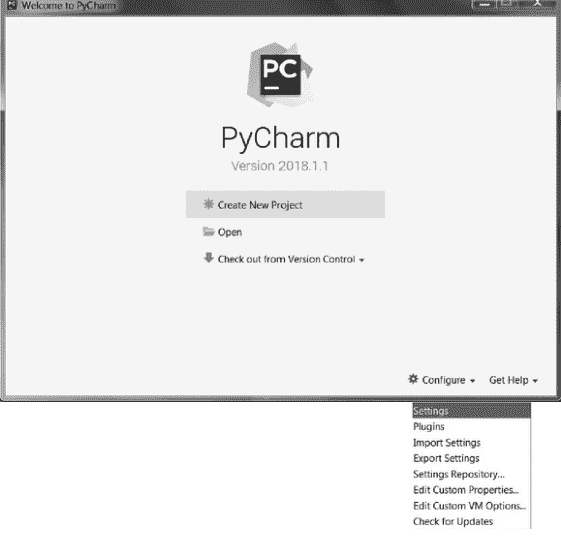 Welcome to PyCharm
PC
PyCharm
Version 2018.1.1
Create New Project
Open
Check out from Version Control
Configure
Get Help
Settings
Plugins
Import Settings
Export Settings
Settings Repository...
Edit Custom Properties...
Edit Custom VM Options...
Check for Updates